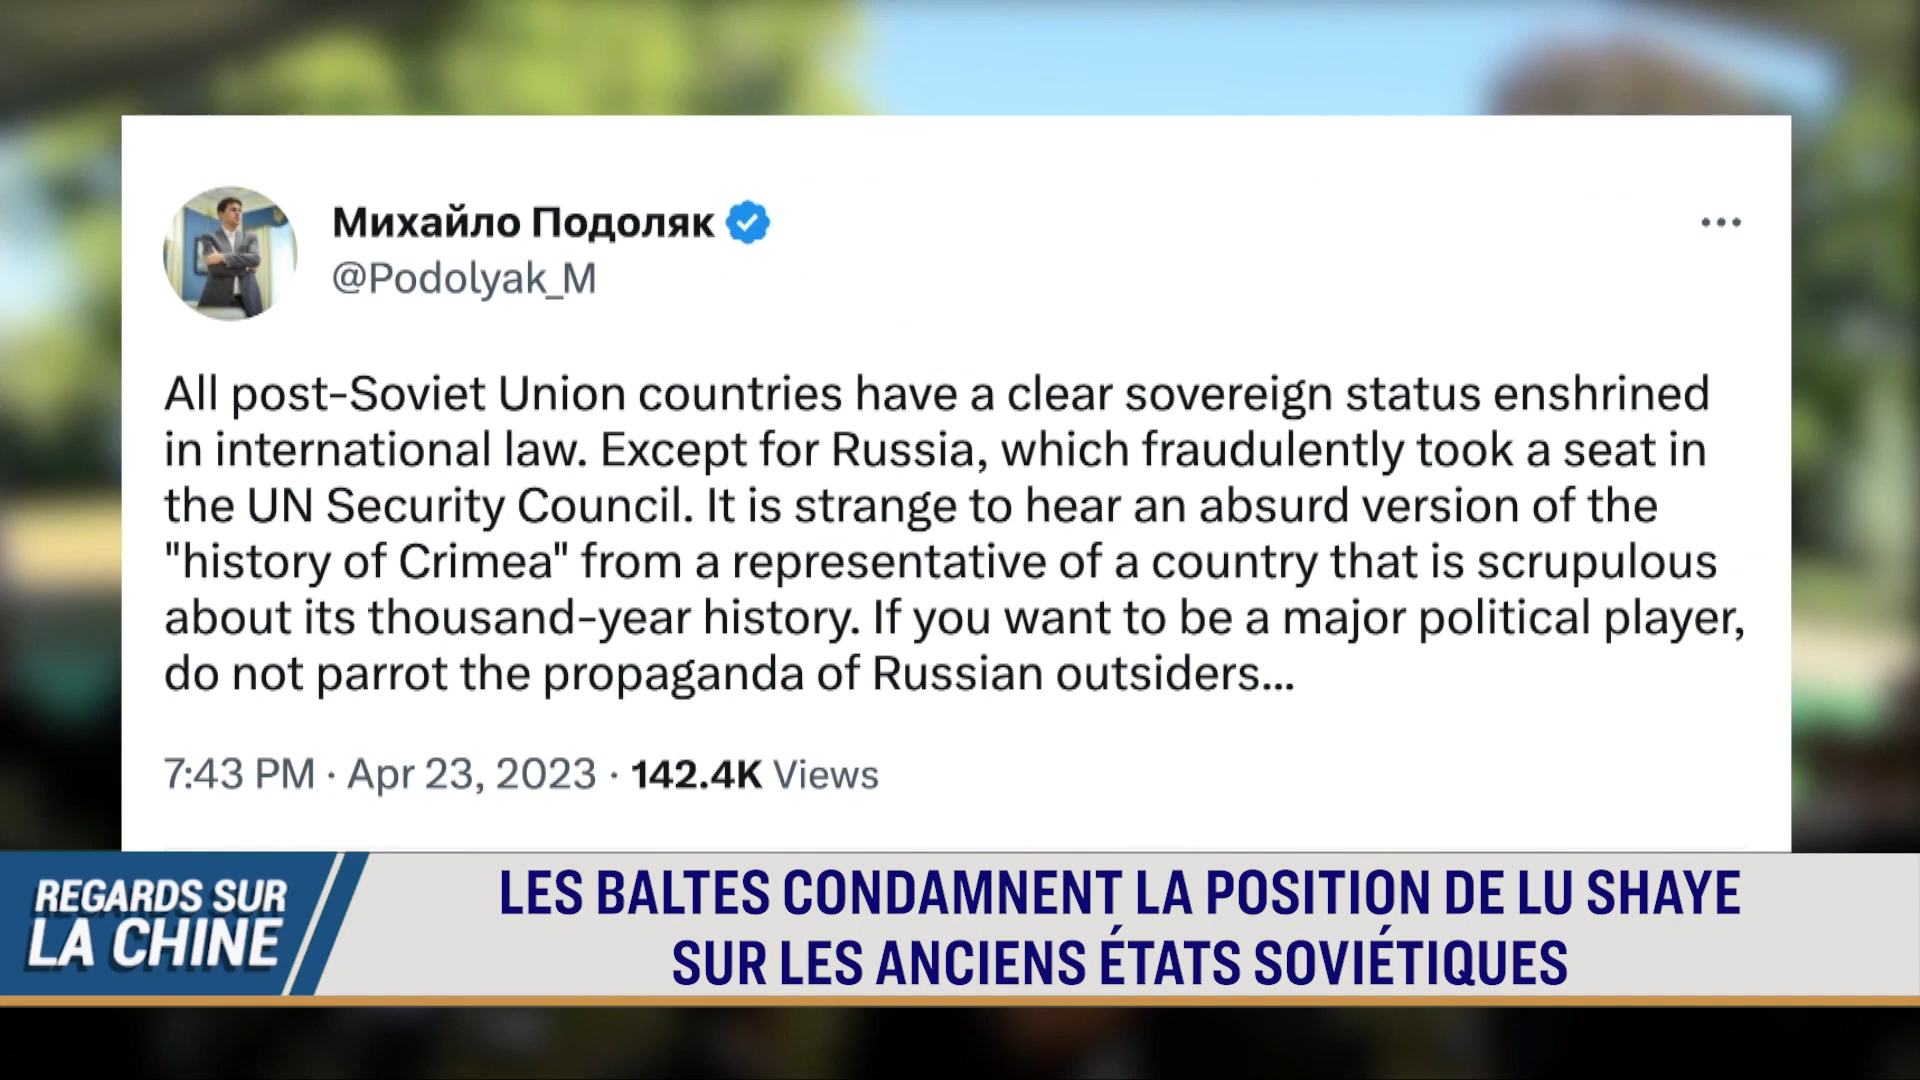 Михайло Подоляк
@Podolyak_M
All post-Soviet Union countries have a clear sovereign status enshrined
in international law. Except for Russia, which fraudulently took a seat in
the UN Security Council. It is strange to hear an absurd version of the
"history of Crimea" from a representative of a country that is scrupulous
about its thousand-year history. If you want to be a major political player,
do not parrot the propaganda of Russian outsiders...
7:43 PM · Apr 23, 2023 · 142.4K Views
REGARDS SUR
LA CHINE
LES BALTES CONDAMNENT LA POSITION DE LU SHAYE
SUR LES ANCIENS ÉTATS SOVIÉTIQUES